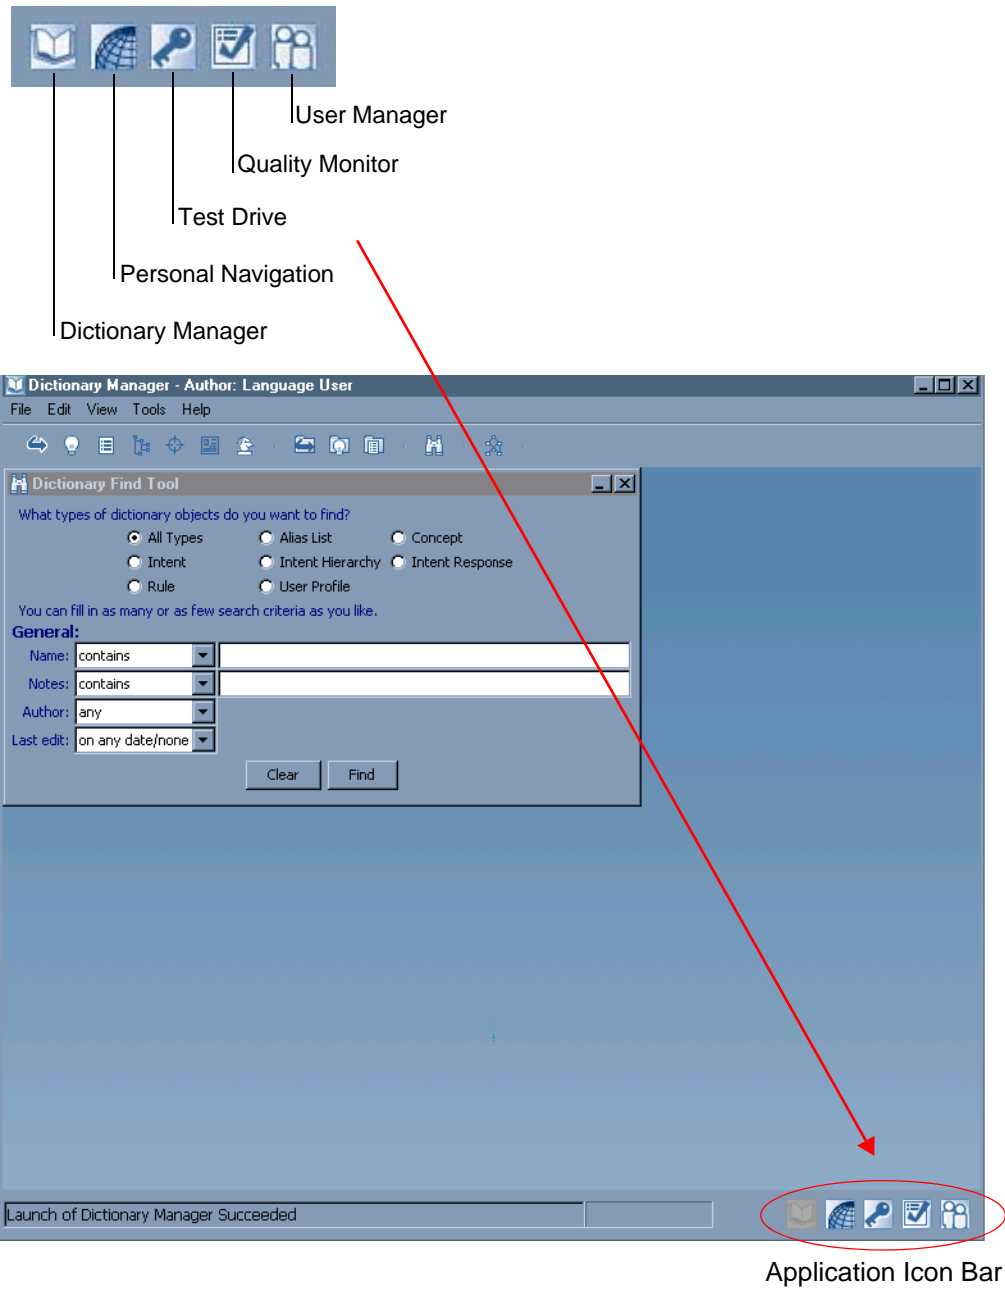 User Manager
Quality Monitor
Test Drive
Personal Navigation
Dictionary Manager
Dictionary Manager - Author: Language User
File Edit View Tools Help
Dictionary Find Tool
What types of dictionary objects do you want to find?
All Types Alias List Concept
Intent Intent Hierarchy Intent Response
Rule User Profile
You can fill in as many or as few search criteria as you like.
General:
Name: contains
Notes: contains
Author: any
Last edit: on any date/none
Clear Find
Launch of Dictionary Manager Succeeded
Application Icon Bar